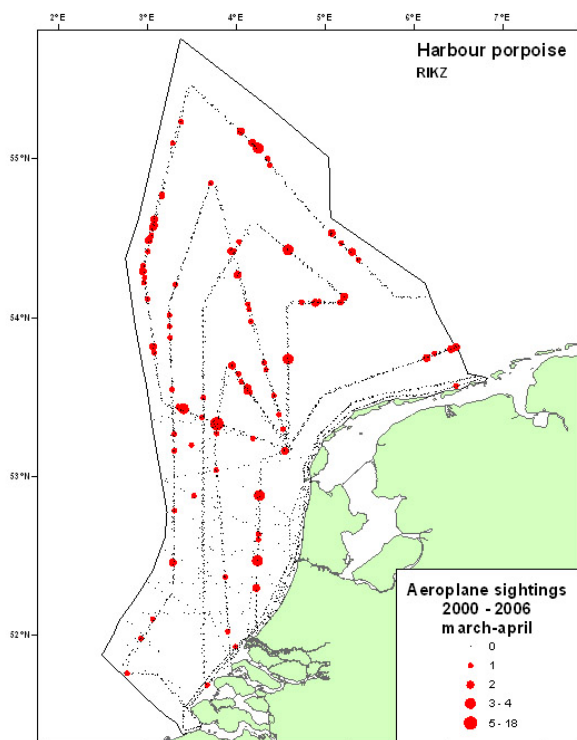 2°E 3°E 4°E 5°E 6°E
Harbour porpoise
RIKZ
55°N
54°N
53°N
52°N
Aeroplane sightings
2000 - 2006
march-april
0
1
2
3 - 4
5 - 18